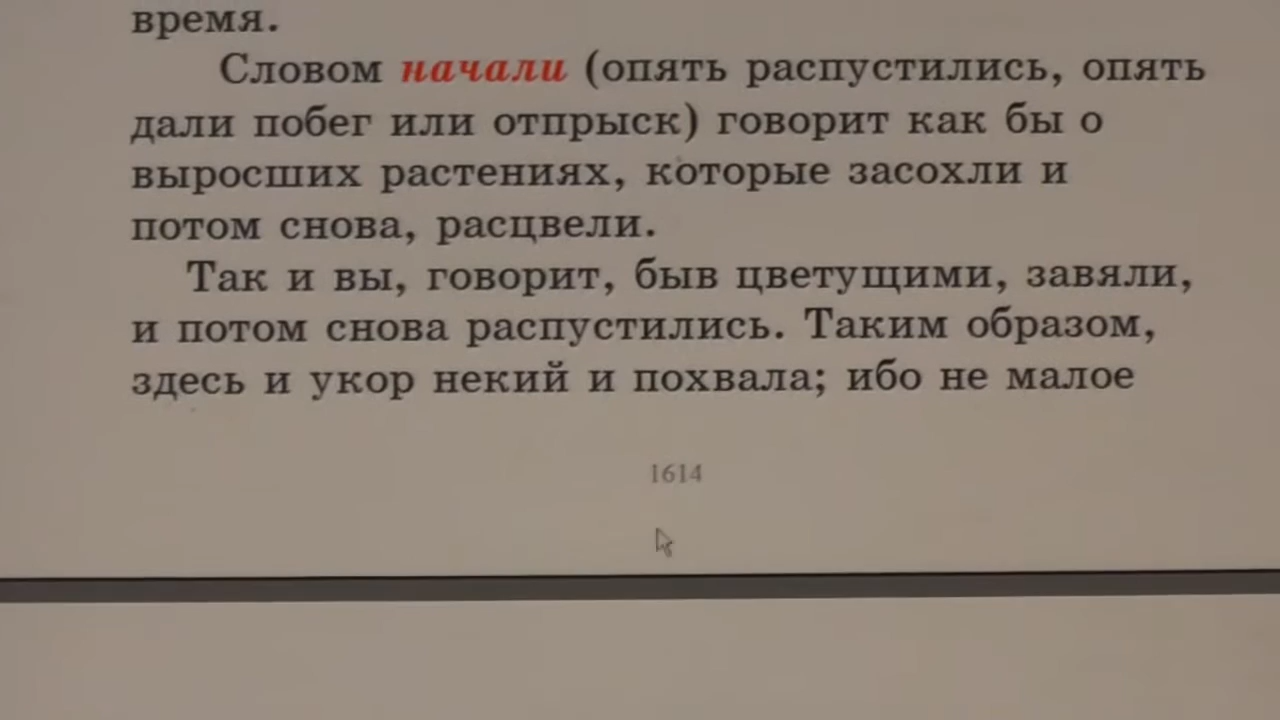 время.
Словом начали (опять распустились, опять
дали побег или отпрыск) говорит как бы о
выросших растениях, которые засохли и
потом снова, расцвели.
Так и вы, говорит, быв цветущими, завяли,
и потом снова распустились. Таким образом,
здесь и укор некий и похвала; ибо не малое
1614